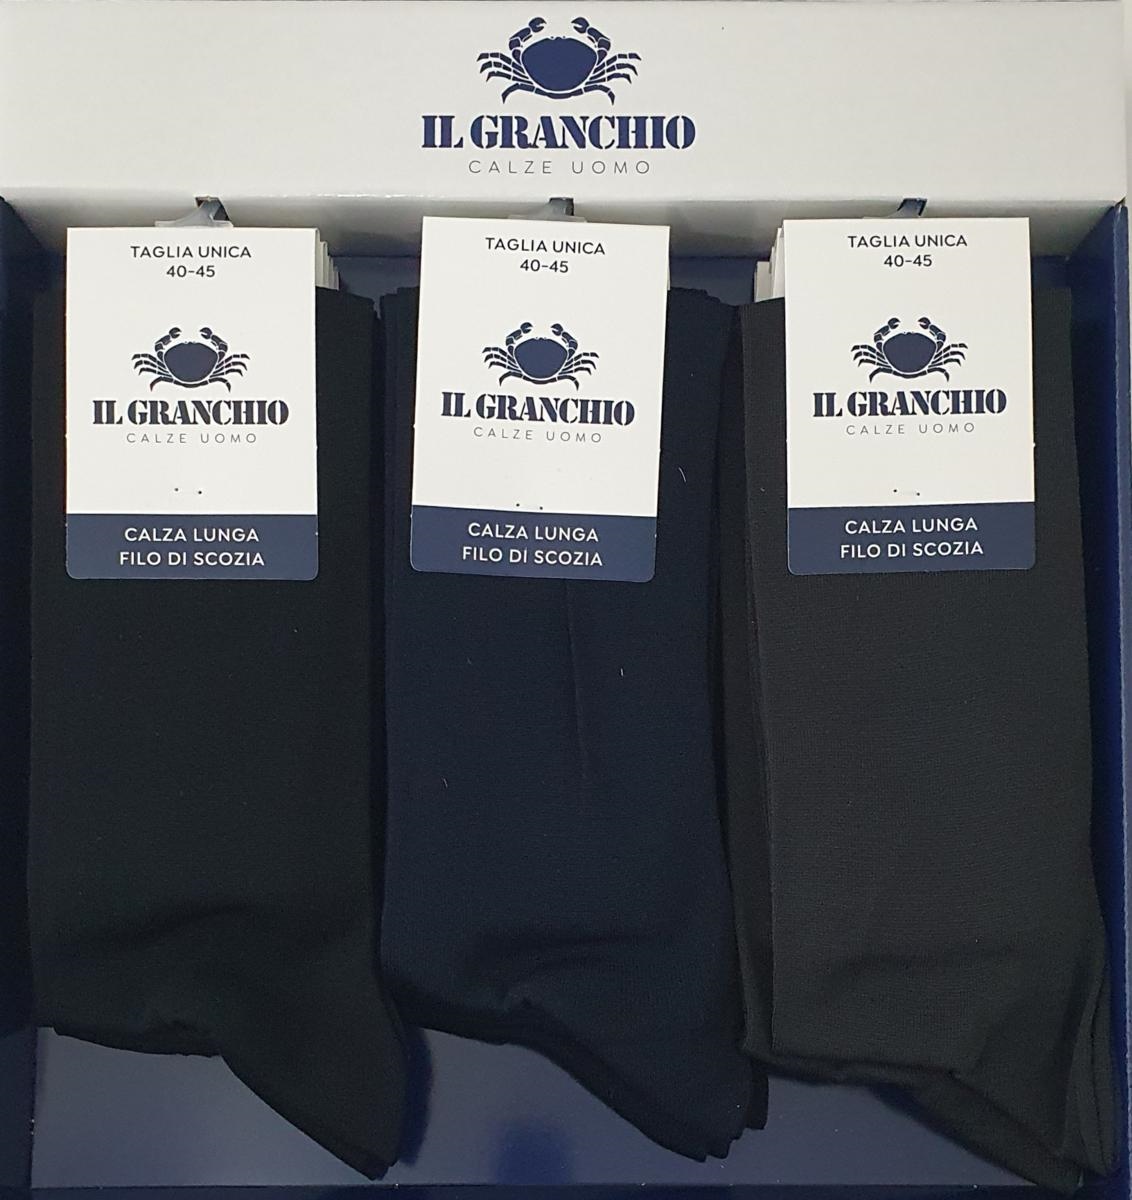 IL GRANCHIO
CALZE UOMO
TAGLIA UNICA
40-45
IL GRANCHIO
CALZE UOMO
CALZA LUNGA
FILO DI SCOZIA
TAGLIA UNICA
40-45
IL GRANCHIO
CALZE UOMO
CALZA LUNGA
FILO DI SCOZIA
TAGLIA UNICA
40-45
IL GRANCHIO
CALZE UOMO
CALZA LUNGA
FILO DI SCOZIA